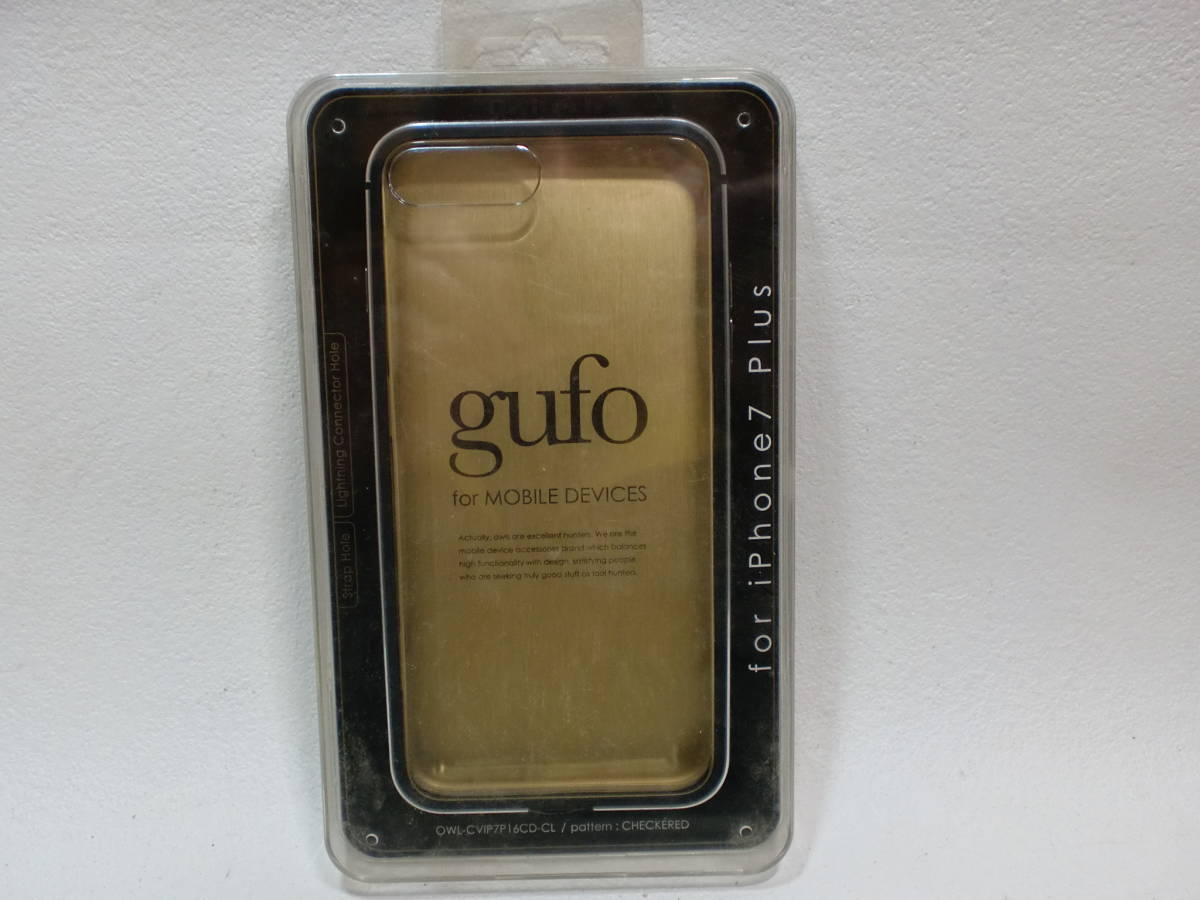 gufo
for MOBILE DEVICES
Actually, owls are excellent hunters. We are the
mobile device accessories brand which balances
high functionality with design, satisfying people
who are seeking truly good stuff as tool hunters.
for iPhone7 Plus
Lightning Connector Hole
Strap Hole
OWL-CVIP7P16CD-CL / pattern : CHECKERED